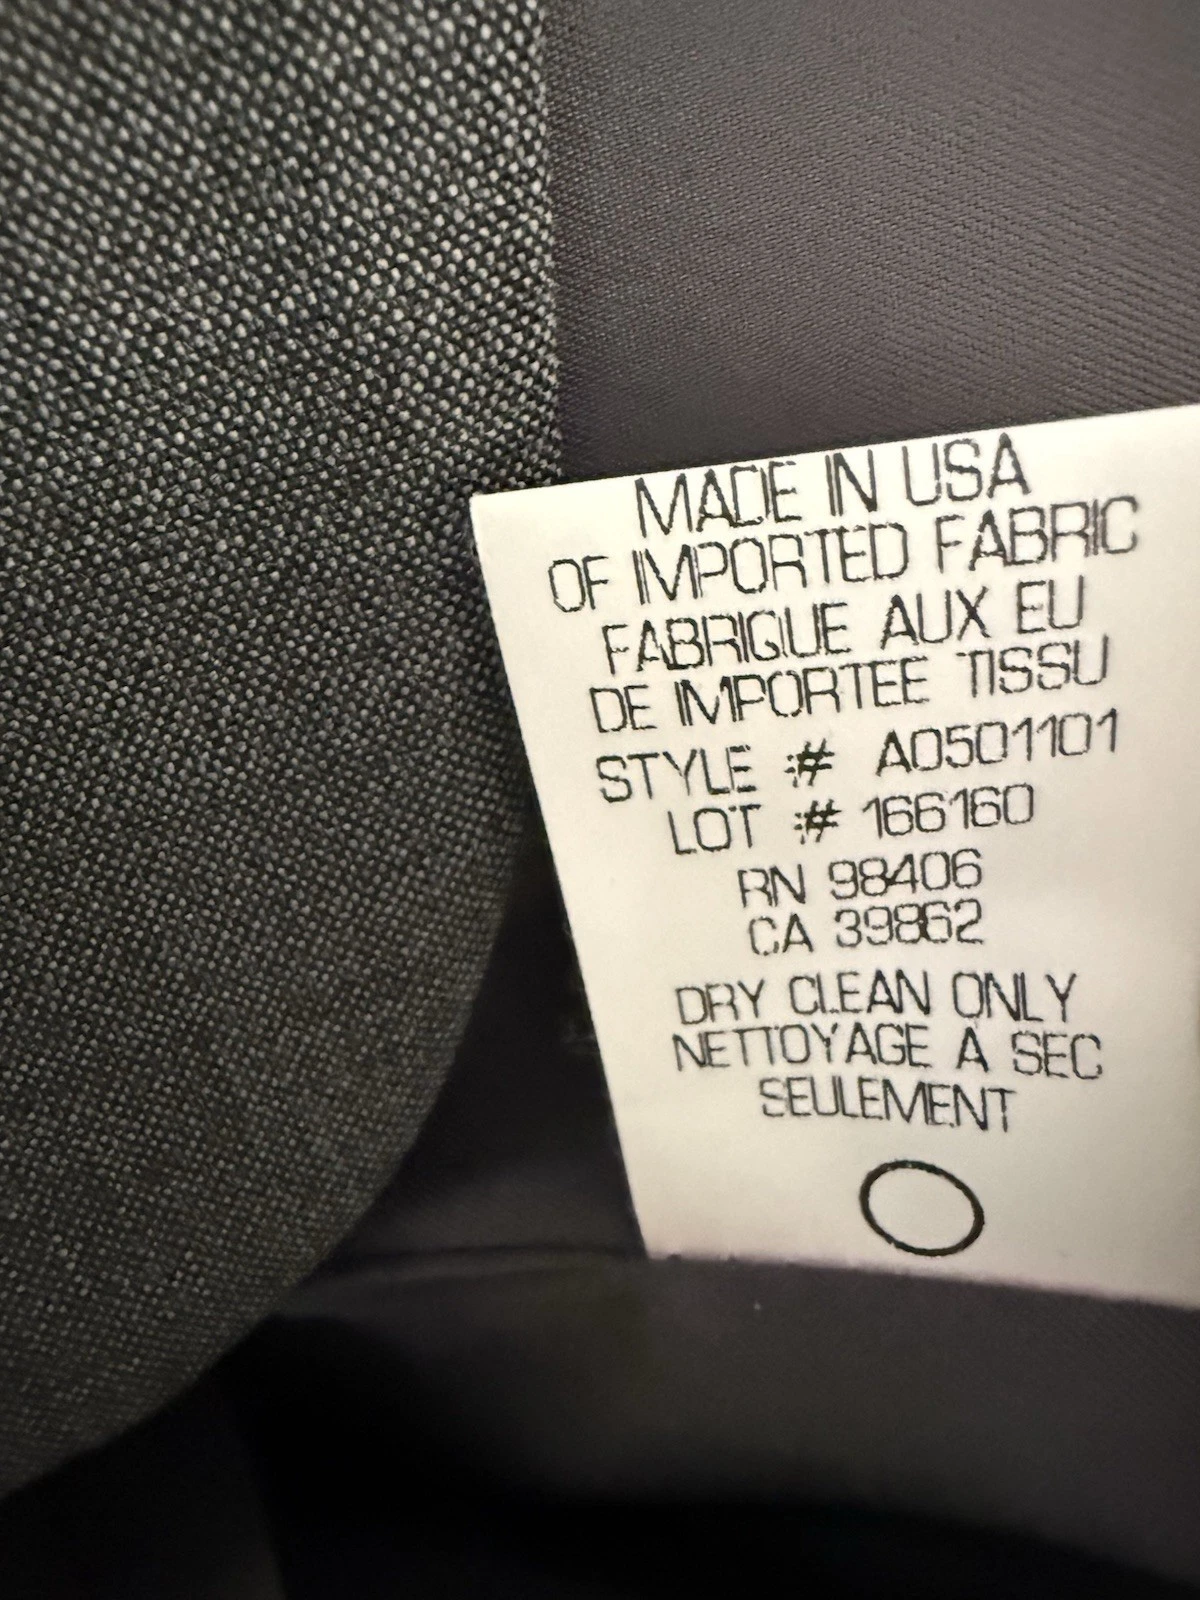 MADE IN USA
OF IMPORTED FABRIC
FABRIQUE AUX EU
DE IMPORTEE TISSU
STYLE # A0501101
LOT # 166160
RN 98406
CA 39862
DRY CLEAN ONLY
NETTOYAGE A SEC
SEULEMENT